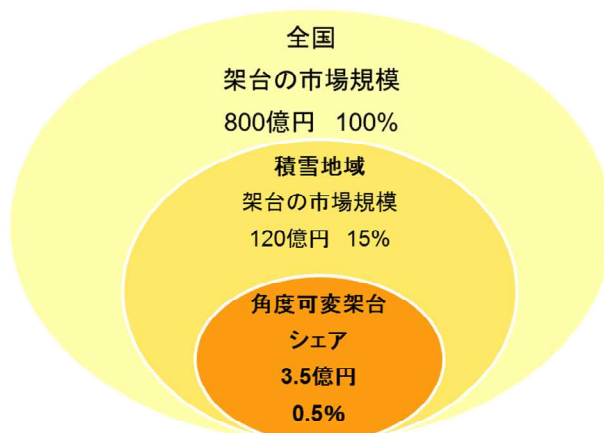 全国
架台の市場規模
800億円 100%
積雪地域
架台の市場規模
120億円 15%
角度可変架台
シェア
3.5億円
0.5%